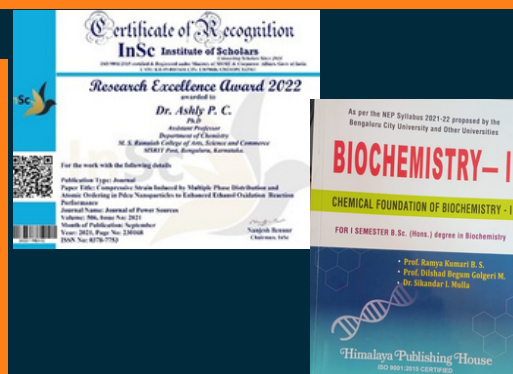 Certificate of Recognition
InSc Institute of Scholars
Research Excellence Award 2022
awarded to
Dr. Ashly P. C.
Ph.D
Assistant Professor
Department of Chemistry
M. S. Ramaiah College of Arts, Science and Commerce
MSRIT Post, Bengaluru, Karnataka.
For the work with the following details
Publication Type: Journal
Paper Title: Compressive Strain Induced by Multiple Phase Distribution and
Atomic Ordering in Pdcu Nanoparticles to Enhanced Ethanol Oxidation Reaction
Performance
Journal Name: Journal of Power Sources
Volume: 506, Issue No: 2021
Month of Publication: September
Year: 2021, Page No: 230168
ISSN No: 0378-7753
Nanjesh Bennur
Chairman, InSc
As per the NEP Syllabus 2021-22 proposed by the
Bengaluru City University and Other Universities
BIOCHEMISTRY– I
CHEMICAL FOUNDATION OF BIOCHEMISTRY - I
FOR I SEMESTER B.Sc. (Hons.) degree in Biochemistry
• Prof. Ramya Kumari B. S.
• Prof. Dilshad Begum Golgeri M.
• Dr. Sikandar I. Mulla
Himalaya Publishing House
ISO 9001:2015 CERTIFIED